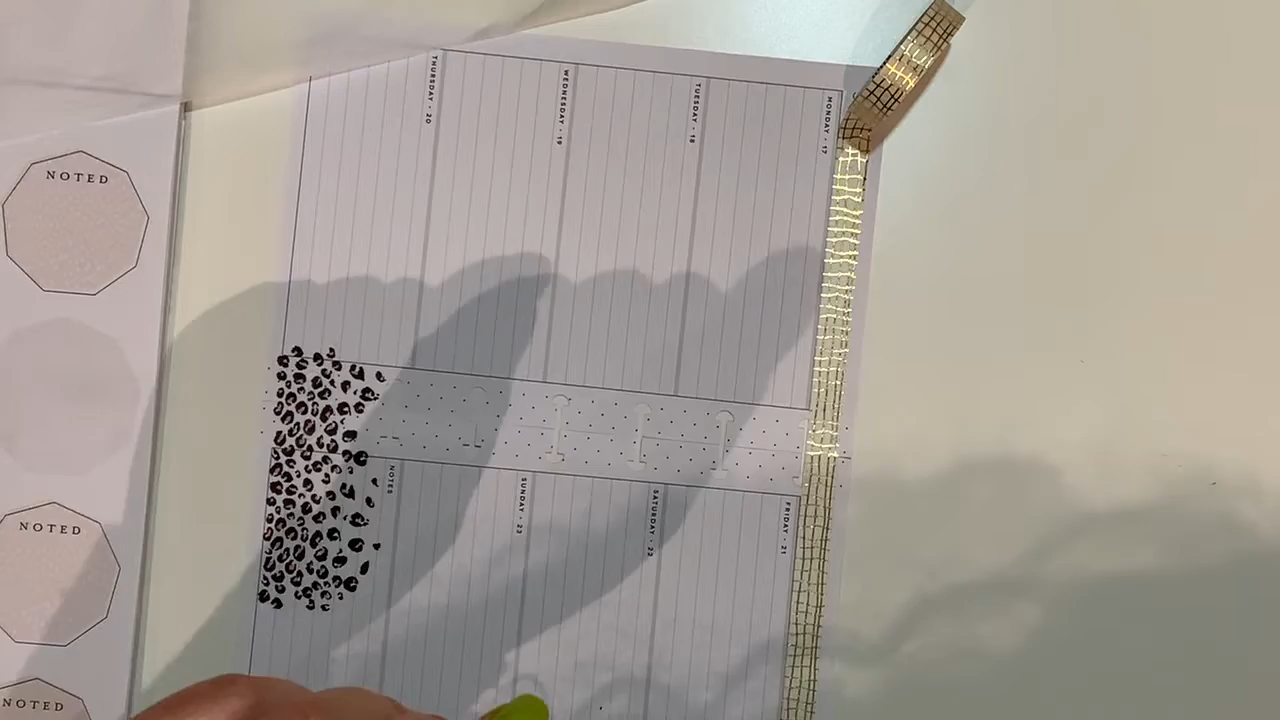 MONDAY • 17
TUESDAY • 18
WEDNESDAY • 19
THURSDAY • 20
FRIDAY • 21
SATURDAY • 22
SUNDAY • 23
NOTES
NOTED
NOTED
NOTED